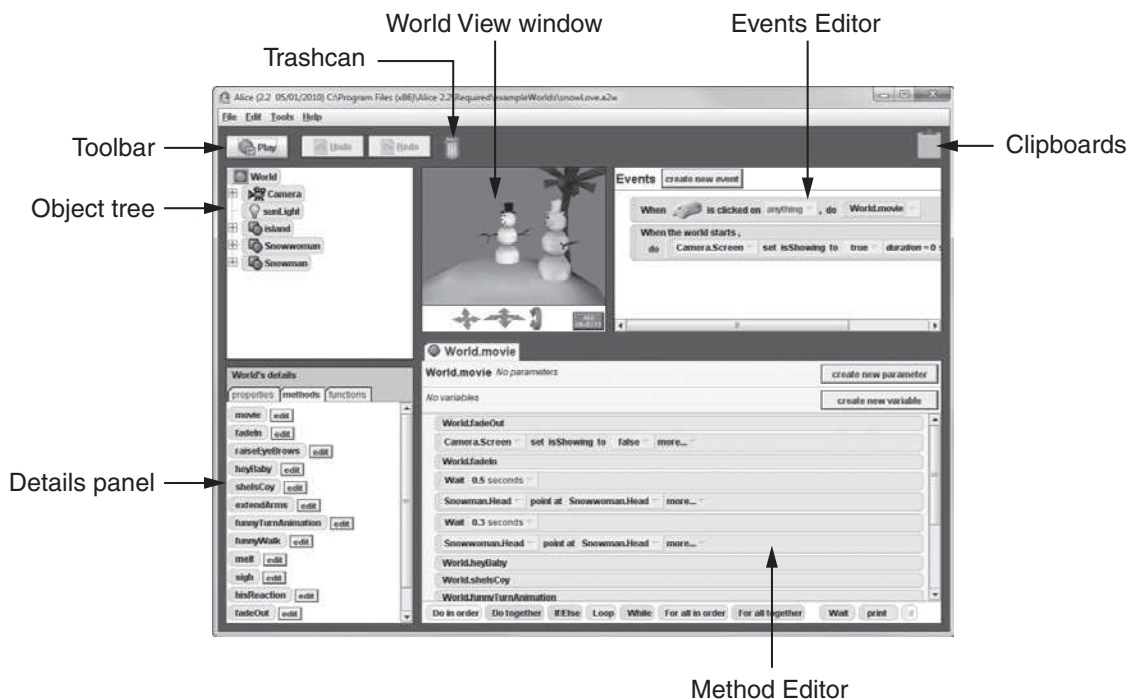 World View window
Events Editor
Trashcan
Alice (2.2 05/01/2010) C:\Program Files (x86)\Alice 2.2\Required\exampleWorlds\snowLove.a2w
File Edit Tools Help
Toolbar
Play
Undo
Redo
Clipboards
Object tree
World
Camera
sunLight
island
Snowwoman
Snowman
Events create new event
When is clicked on anything , do World.movie
When the world starts ,
do Camera.Screen set isShowing to true duration = 0 s
World.movie
World.movie No parameters create new parameter
No variables create new variable
World's details
properties methods functions
Details panel
movie edit
fadeIn edit
raiseEyeBrows edit
heyBaby edit
sheIsCoy edit
extendArms edit
funnyTurnAnimation edit
funnyWalk edit
melt edit
sigh edit
hisReaction edit
fadeOut edit
World.fadeOut
Camera.Screen set isShowing to false more...
World.fadeIn
Wait 0.5 seconds
Snowman.Head point at Snowwoman.Head more...
Wait 0.3 seconds
Snowwoman.Head point at Snowman.Head more...
World.heyBaby
World.sheIsCoy
World.funnyTurnAnimation
Do in order Do together If/Else Loop While For all in order For all together Wait print //
Method Editor